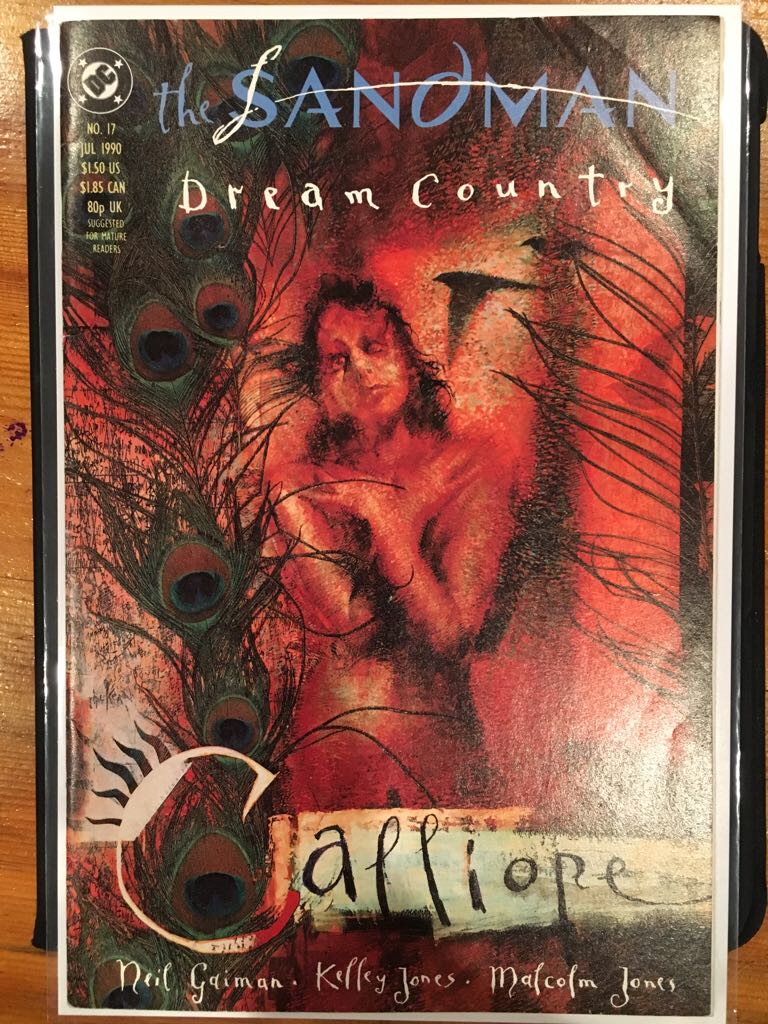 DC
the SANDMAN
NO. 17
JUL 1990
$1.50 US
$1.85 CAN
80p UK
SUGGESTED
FOR MATURE
READERS
Dream Country
McKean
Calliope
Neil Gaiman · Kelley Jones · Malcolm Jones